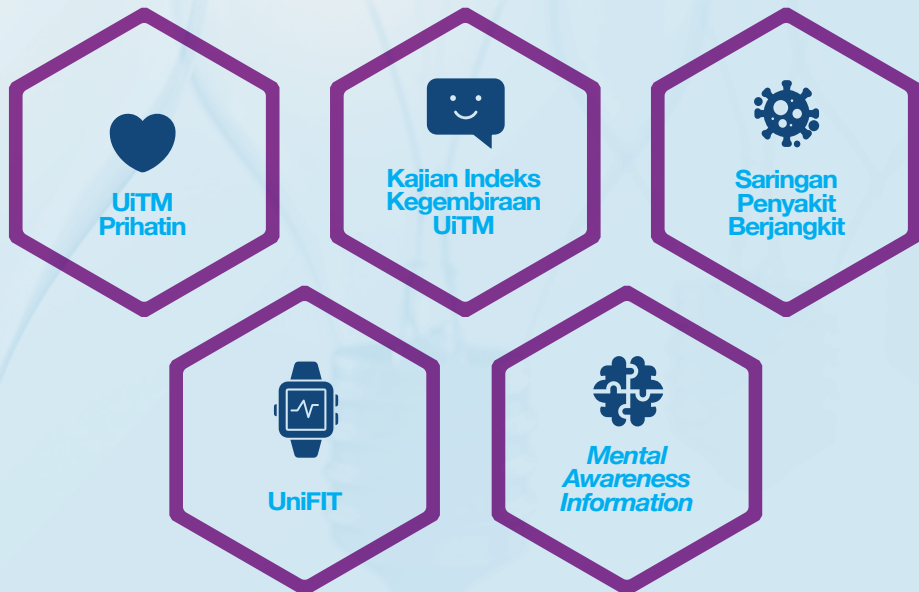 UiTM
Prihatin
Kajian Indeks
Kegembiraan
UiTM
Saringan
Penyakit
Berjangkit
UniFIT
Mental
Awareness
Information